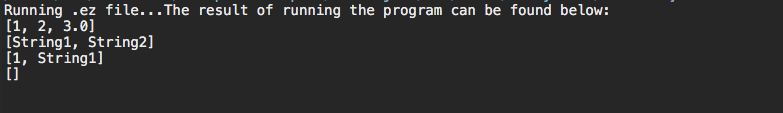 Running .ez file...The result of running the program can be found below:
[1, 2, 3.0]
[String1, String2]
[1, String1]
[]